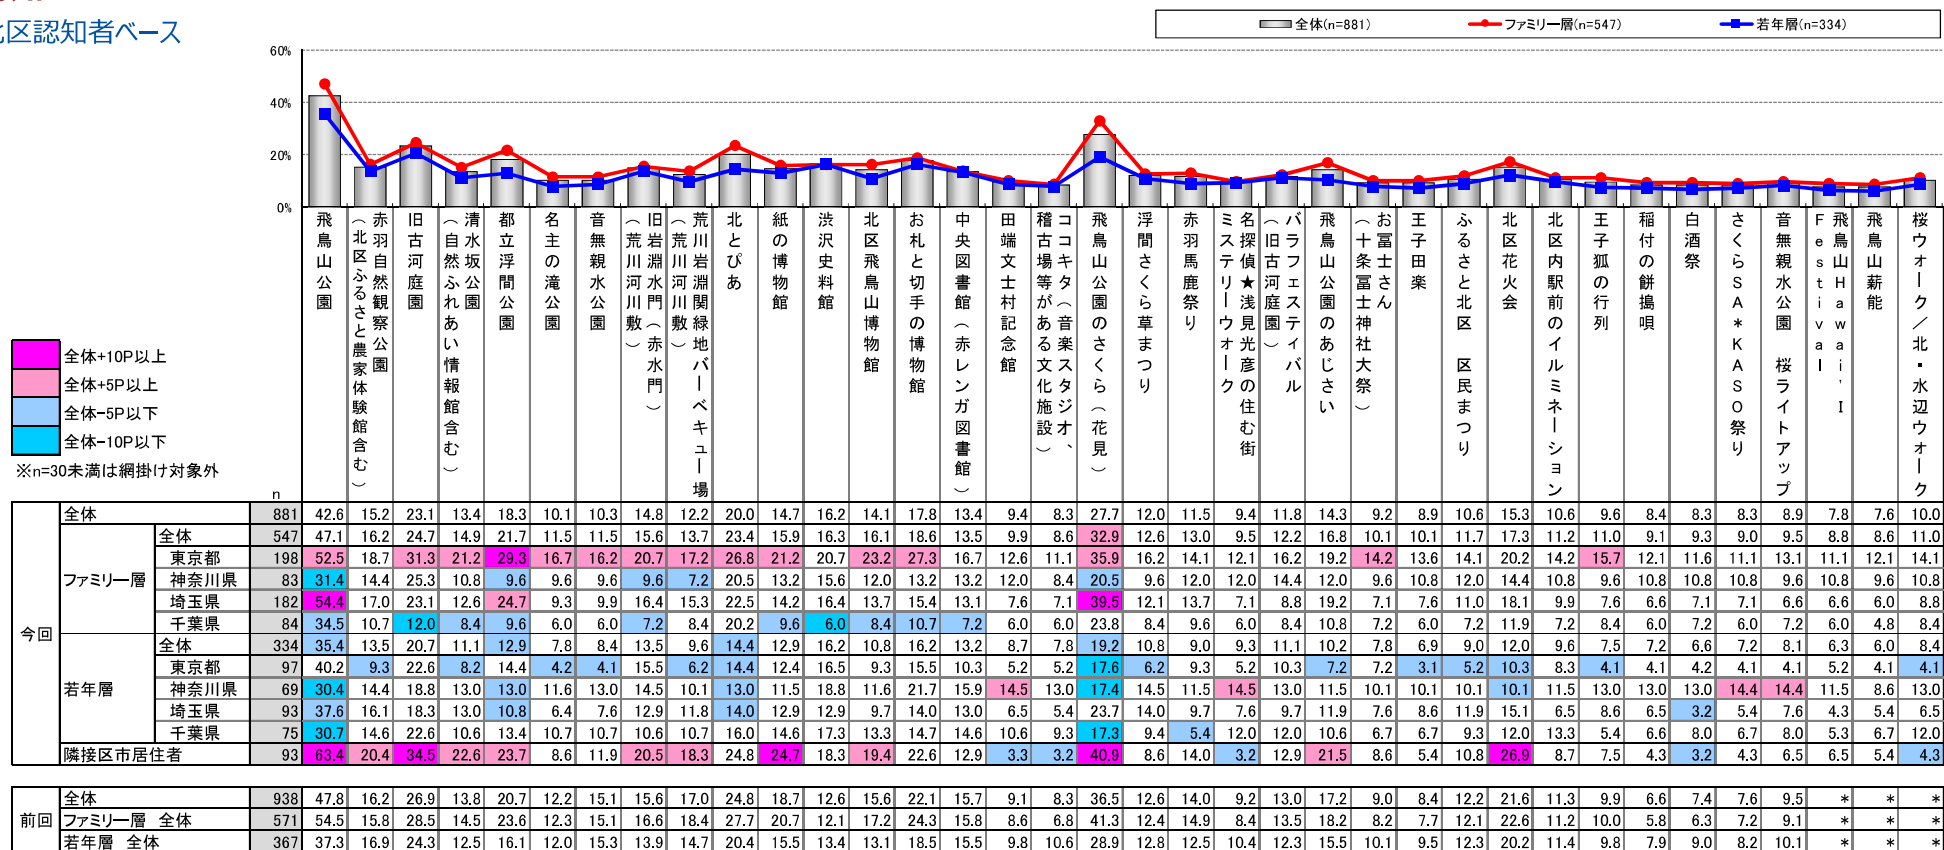 北区認知者ベース
全体(n=881) ファミリー層(n=547) 若年層(n=334)
60%
40%
20%
0%
飛鳥山公園
赤羽自然観察公園
（北区ふるさと農家体験館含む）
旧古河庭園
清水坂公園
（自然ふれあい情報館含む）
都立浮間公園
名主の滝公園
音無親水公園
旧岩淵水門（赤水門）
（荒川河川敷）
荒川岩淵関緑地バーベキュー場
（荒川河川敷）
北とぴあ
紙の博物館
渋沢史料館
北区飛鳥山博物館
お札と切手の博物館
中央図書館（赤レンガ図書館）
田端文士村記念館
ココキタ（音楽スタジオ、
稽古場等がある文化施設）
飛鳥山公園のさくら（花見）
浮間さくら草まつり
赤羽馬鹿祭り
名探偵★浅見光彦の住む街
ミステリーウォーク
バラフェスティバル
（旧古河庭園）
飛鳥山公園のあじさい
お冨士さん
（十条冨士神社大祭）
王子田楽
ふるさと北区 区民まつり
北区花火会
北区内駅前のイルミネーション
王子狐の行列
稲付の餅搗唄
白酒祭
さくらSA*KASO祭り
音無親水公園 桜ライトアップ
飛鳥山Hawai'I
Festival
飛鳥山薪能
桜ウォーク／北・水辺ウォーク
全体+10P以上
全体+5P以上
全体-5P以下
全体-10P以下
※n=30未満は網掛け対象外
n
今回
全体 881 42.6 15.2 23.1 13.4 18.3 10.1 10.3 14.8 12.2 20.0 14.7 16.2 14.1 17.8 13.4 9.4 8.3 27.7 12.0 11.5 9.4 11.8 14.3 9.2 8.9 10.6 15.3 10.6 9.6 8.4 8.3 8.3 8.9 7.8 7.6 10.0
ファミリー層
全体 547 47.1 16.2 24.7 14.9 21.7 11.5 11.5 15.6 13.7 23.4 15.9 16.3 16.1 18.6 13.5 9.9 8.6 32.9 12.6 13.0 9.5 12.2 16.8 10.1 10.1 11.7 17.3 11.2 11.0 9.1 9.3 9.0 9.5 8.8 8.6 11.0
東京都 198 52.5 18.7 31.3 21.2 29.3 16.7 16.2 20.7 17.2 26.8 21.2 20.7 23.2 27.3 16.7 12.6 11.1 35.9 16.2 14.1 12.1 16.2 19.2 14.2 13.6 14.1 20.2 14.2 15.7 12.1 11.6 11.1 13.1 11.1 12.1 14.1
神奈川県 83 31.4 14.4 25.3 10.8 9.6 9.6 9.6 9.6 7.2 20.5 13.2 15.6 12.0 13.2 13.2 12.0 8.4 20.5 9.6 12.0 12.0 14.4 12.0 9.6 10.8 12.0 14.4 10.8 9.6 10.8 10.8 10.8 9.6 10.8 9.6 10.8
埼玉県 182 54.4 17.0 23.1 12.6 24.7 9.3 9.9 16.4 15.3 22.5 14.2 16.4 13.7 15.4 13.1 7.6 7.1 39.5 12.1 13.7 7.1 8.8 19.2 7.1 7.6 11.0 18.1 9.9 7.6 6.6 7.1 7.1 6.6 6.6 6.0 8.8
千葉県 84 34.5 10.7 12.0 8.4 9.6 6.0 6.0 7.2 8.4 20.2 9.6 6.0 8.4 10.7 7.2 6.0 6.0 23.8 8.4 9.6 6.0 8.4 10.8 7.2 6.0 7.2 11.9 7.2 8.4 6.0 7.2 6.0 7.2 6.0 4.8 8.4
若年層
全体 334 35.4 13.5 20.7 11.1 12.9 7.8 8.4 13.5 9.6 14.4 12.9 16.2 10.8 16.2 13.2 8.7 7.8 19.2 10.8 9.0 9.3 11.1 10.2 7.8 6.9 9.0 12.0 9.6 7.5 7.2 6.6 7.2 8.1 6.3 6.0 8.4
東京都 97 40.2 9.3 22.6 8.2 14.4 4.2 4.1 15.5 6.2 14.4 12.4 16.5 9.3 15.5 10.3 5.2 5.2 17.6 6.2 9.3 5.2 10.3 7.2 7.2 3.1 5.2 10.3 8.3 4.1 4.1 4.2 4.1 4.1 5.2 4.1 4.1
神奈川県 69 30.4 14.4 18.8 13.0 13.0 11.6 13.0 14.5 10.1 13.0 11.5 18.8 11.6 21.7 15.9 14.5 13.0 17.4 14.5 11.5 14.5 13.0 11.5 10.1 10.1 10.1 10.1 11.5 13.0 13.0 13.0 14.4 14.4 11.5 8.6 13.0
埼玉県 93 37.6 16.1 18.3 13.0 10.8 6.4 7.6 12.9 11.8 14.0 12.9 12.9 9.7 14.0 13.0 6.5 5.4 23.7 14.0 9.7 7.6 9.7 11.9 7.6 8.6 11.9 15.1 6.5 8.6 6.5 3.2 5.4 7.6 4.3 5.4 6.5
千葉県 75 30.7 14.6 22.6 10.6 13.4 10.7 10.7 10.6 10.7 16.0 14.6 17.3 13.3 14.7 14.6 10.6 9.3 17.3 9.4 5.4 12.0 12.0 10.6 6.7 6.7 9.3 12.0 13.3 5.4 6.6 8.0 6.7 8.0 5.3 6.7 12.0
隣接区市居住者 93 63.4 20.4 34.5 22.6 23.7 8.6 11.9 20.5 18.3 24.8 24.7 18.3 19.4 22.6 12.9 3.3 3.2 40.9 8.6 14.0 3.2 12.9 21.5 8.6 5.4 10.8 26.9 8.7 7.5 4.3 3.2 4.3 6.5 6.5 5.4 4.3
前回
全体 938 47.8 16.2 26.9 13.8 20.7 12.2 15.1 15.6 17.0 24.8 18.7 12.6 15.6 22.1 15.7 9.1 8.3 36.5 12.6 14.0 9.2 13.0 17.2 9.0 8.4 12.2 21.6 11.3 9.9 6.6 7.4 7.6 9.5 * * *
ファミリー層 全体 571 54.5 15.8 28.5 14.5 23.6 12.3 15.1 16.6 18.4 27.7 20.7 12.1 17.2 24.3 15.8 8.6 6.8 41.3 12.4 14.9 8.4 13.5 18.2 8.2 7.7 12.1 22.6 11.2 10.0 5.8 6.3 7.2 9.1 * * *
若年層 全体 367 37.3 16.9 24.3 12.5 16.1 12.0 15.3 13.9 14.7 20.4 15.5 13.4 13.1 18.5 15.5 9.8 10.6 28.9 12.8 12.5 10.4 12.3 15.5 10.1 9.5 12.3 20.2 11.4 9.8 7.9 9.0 8.2 10.1 * * *